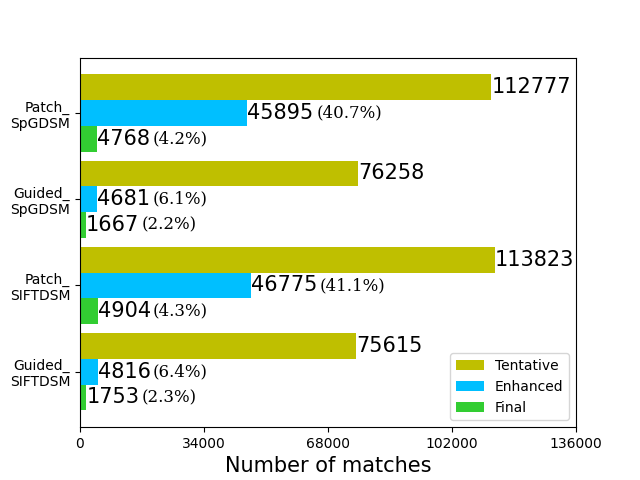 Patch_
SpGDSM
112777
45895 (40.7%)
4768 (4.2%)
Guided_
SpGDSM
76258
4681 (6.1%)
1667 (2.2%)
Patch_
SIFTDSM
113823
46775 (41.1%)
4904 (4.3%)
Guided_
SIFTDSM
75615
4816 (6.4%)
1753 (2.3%)
Tentative
Enhanced
Final
0 34000 68000 102000 136000
Number of matches